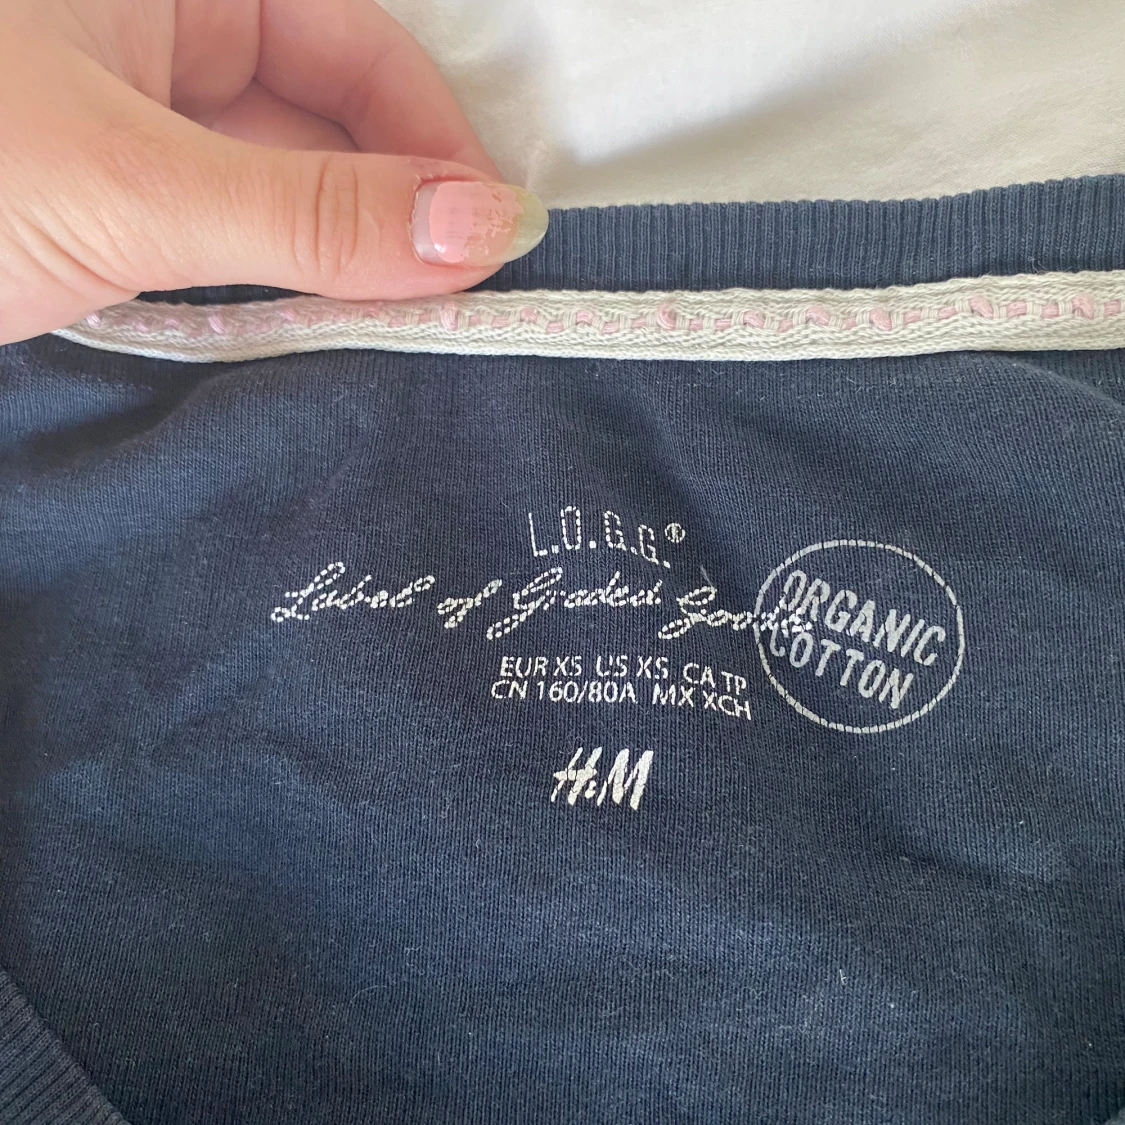 L.O.G.G.®
Label of Graded Goods
EUR XS US XS CA TP
CN 160/80A MX XCH
H&M
ORGANIC
COTTON